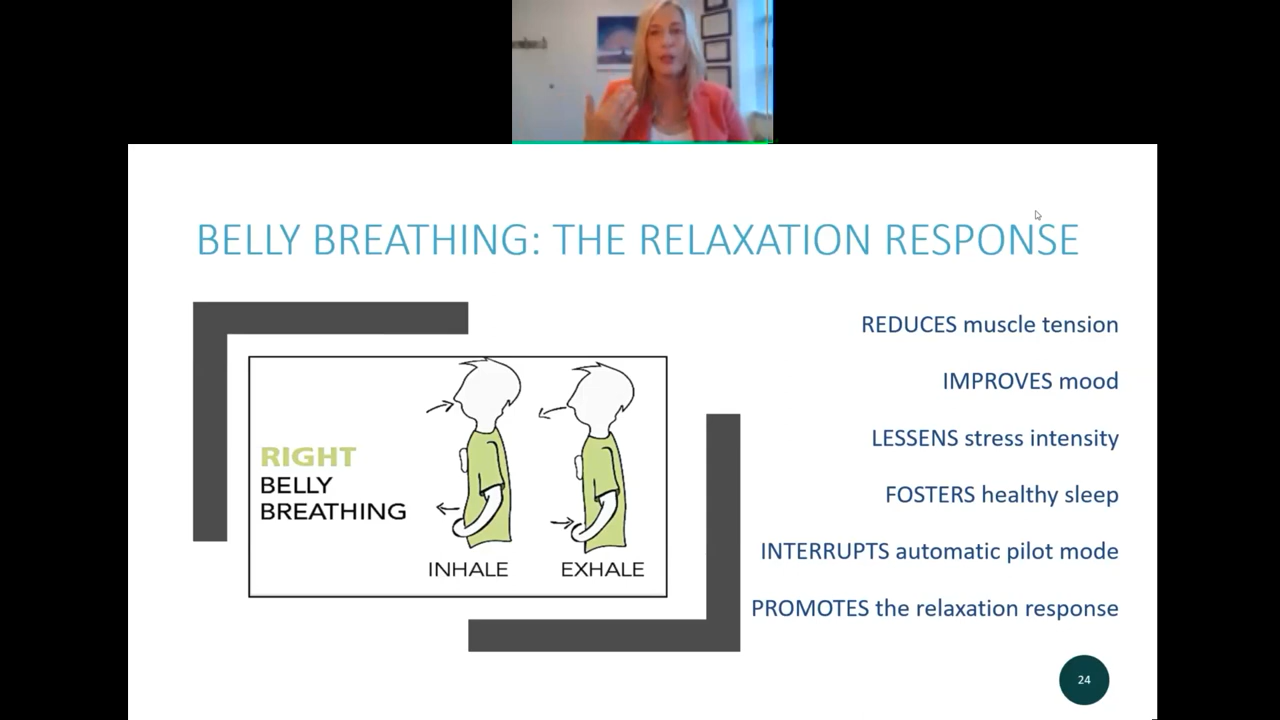 BELLY BREATHING: THE RELAXATION RESPONSE
RIGHT
BELLY
BREATHING
INHALE
EXHALE
REDUCES muscle tension
IMPROVES mood
LESSENS stress intensity
FOSTERS healthy sleep
INTERRUPTS automatic pilot mode
PROMOTES the relaxation response
24